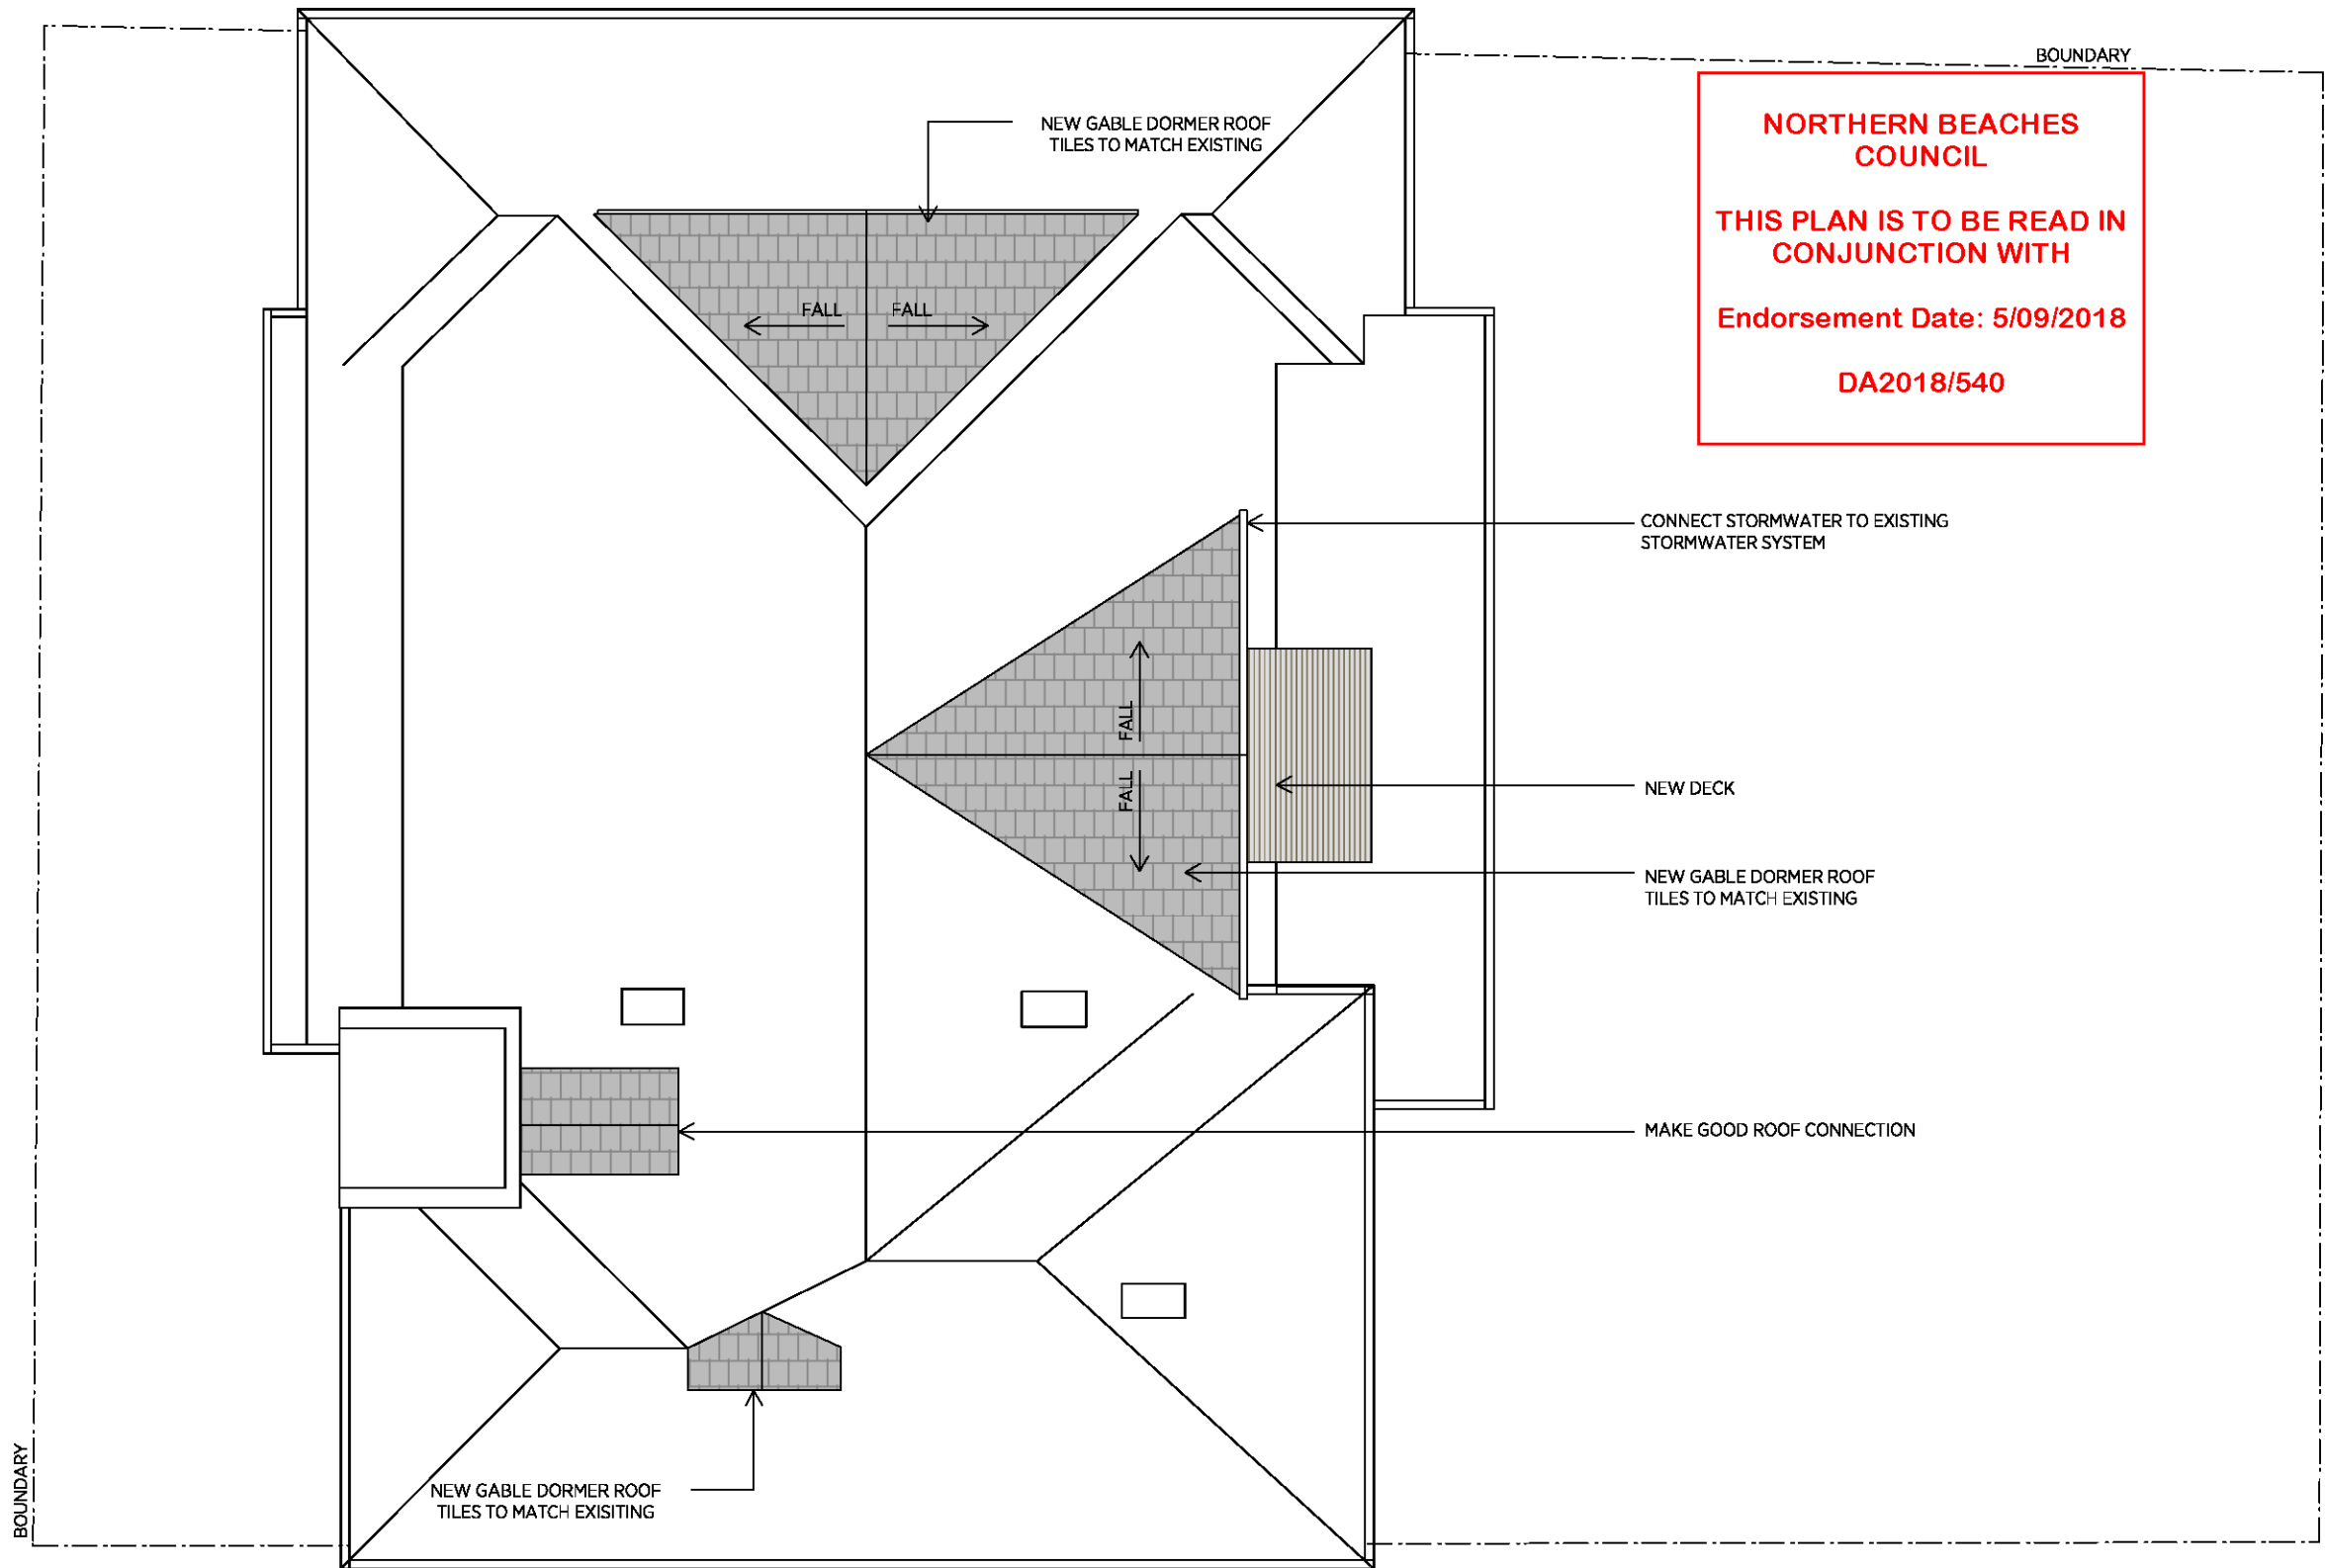 BOUNDARY
NORTHERN BEACHES
COUNCIL
THIS PLAN IS TO BE READ IN
CONJUNCTION WITH
Endorsement Date: 5/09/2018
DA2018/540
NEW GABLE DORMER ROOF
TILES TO MATCH EXISTING
FALL
FALL
CONNECT STORMWATER TO EXISTING
STORMWATER SYSTEM
FALL
FALL
NEW DECK
NEW GABLE DORMER ROOF
TILES TO MATCH EXISTING
MAKE GOOD ROOF CONNECTION
NEW GABLE DORMER ROOF
TILES TO MATCH EXISITING
BOUNDARY